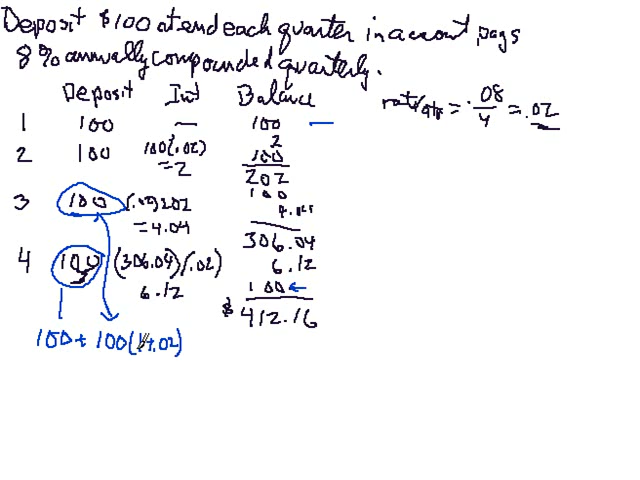 Deposit $100 at end each quarter in account pays
8% annually compounded quarterly.
Deposit Int Balance
rate/qtr = .08/4 = .02
1 100 — 100 —
2
2 100 100(.02) 100
= 2 202
3 100 (.02)202 100
= 4.04 4.04
306.04
4 100 (306.04)(.02) 6.12
6.12 100 ←
$ 412.16
100 + 100(1+.02)